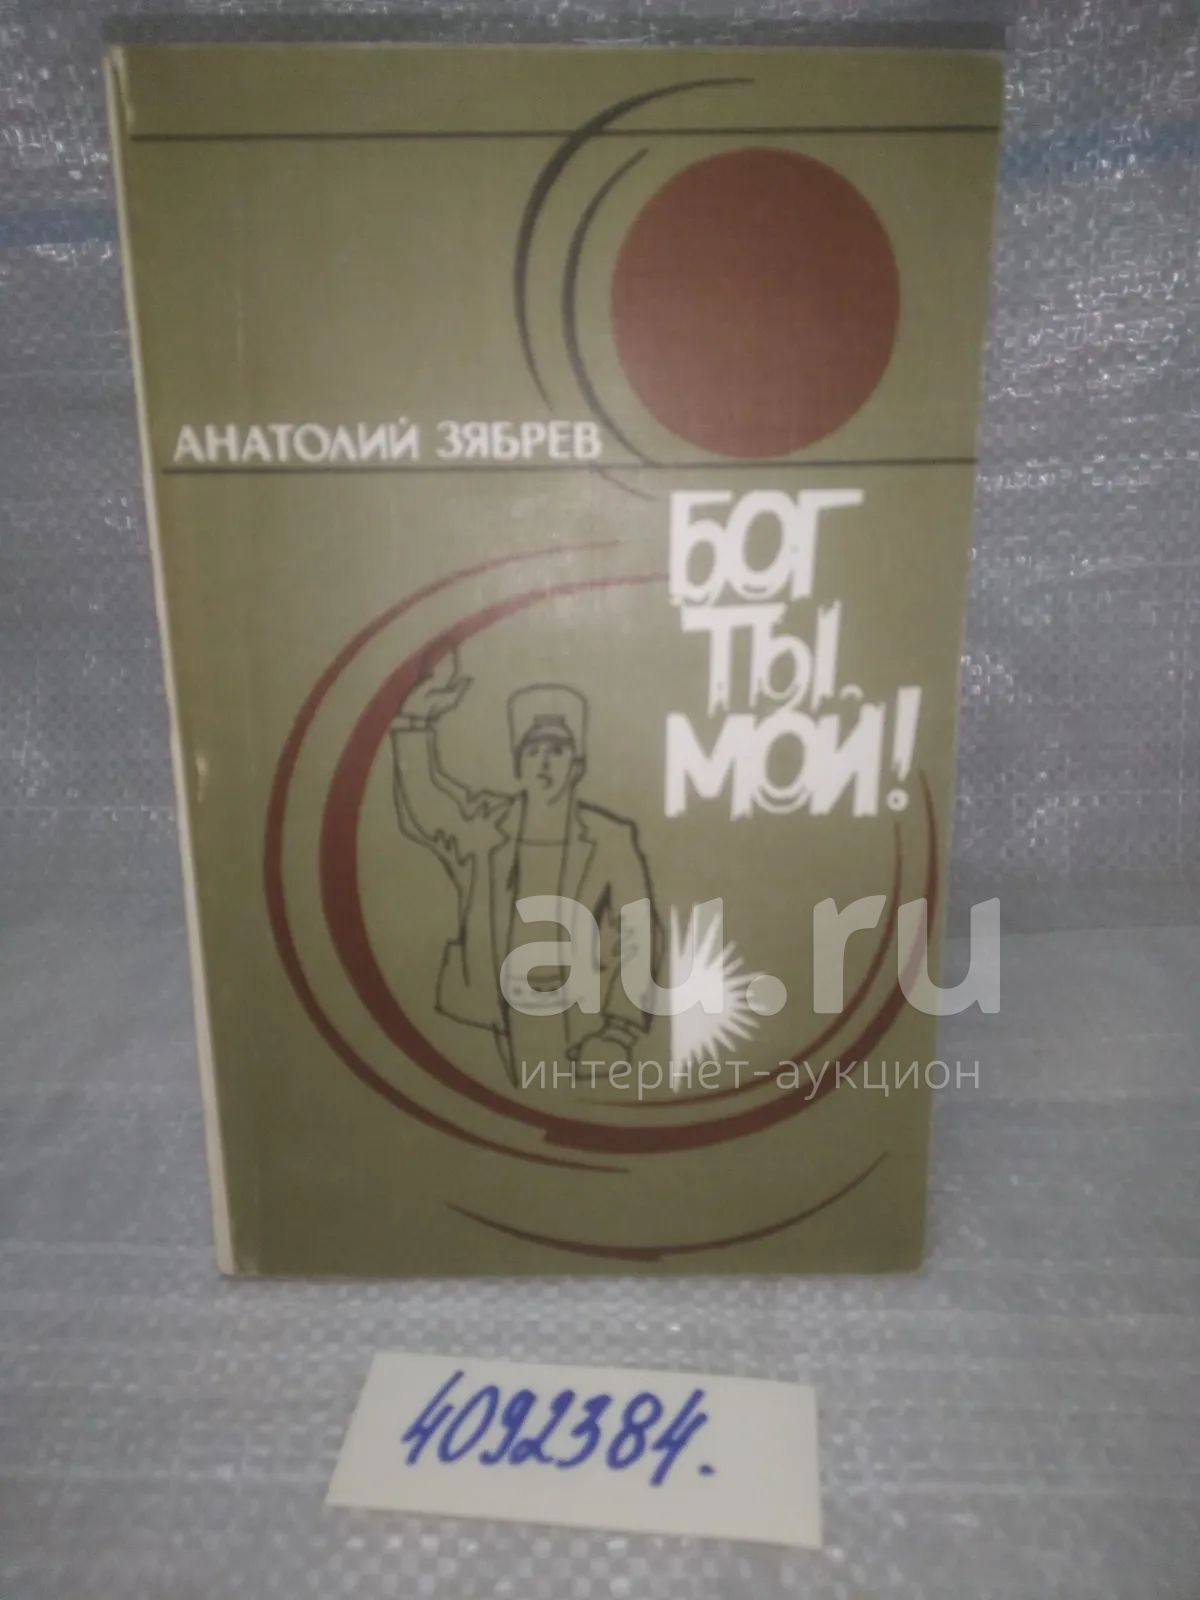 АНАТОЛИЙ ЗЯБРЕВ
БОГ
ТЫ
МОЙ!
au.ru
интернет-аукцион
4092384.